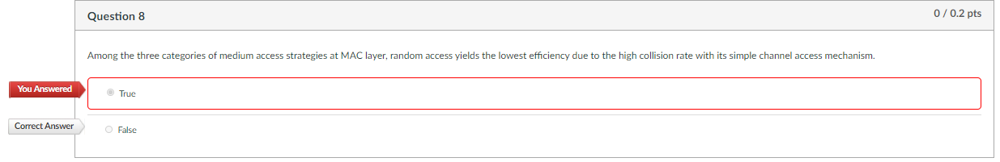 Question 8
0 / 0.2 pts
Among the three categories of medium access strategies at MAC layer, random access yields the lowest efficiency due to the high collision rate with its simple channel access mechanism.
You Answered
True
Correct Answer
False